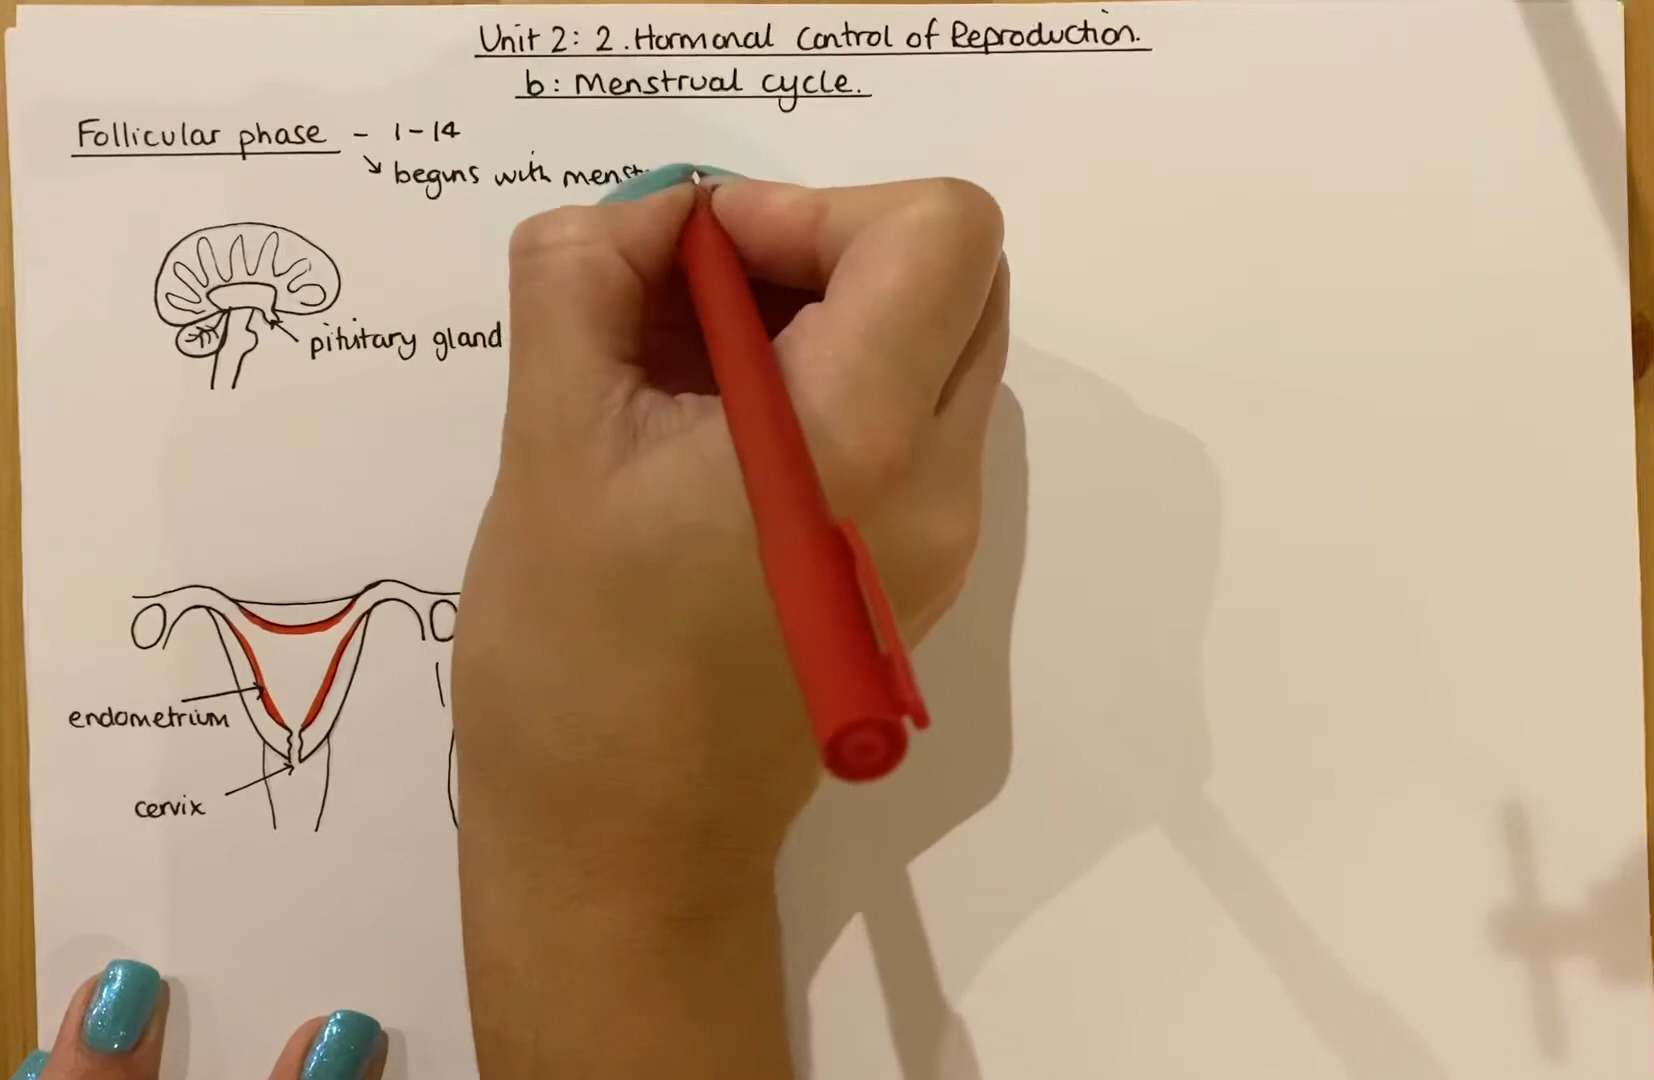 Unit 2: 2. Hormonal Control of Reproduction.
b: Menstrual cycle.
Follicular phase - 1-14
↘ begins with
pituitary gland
endometrium
cervix